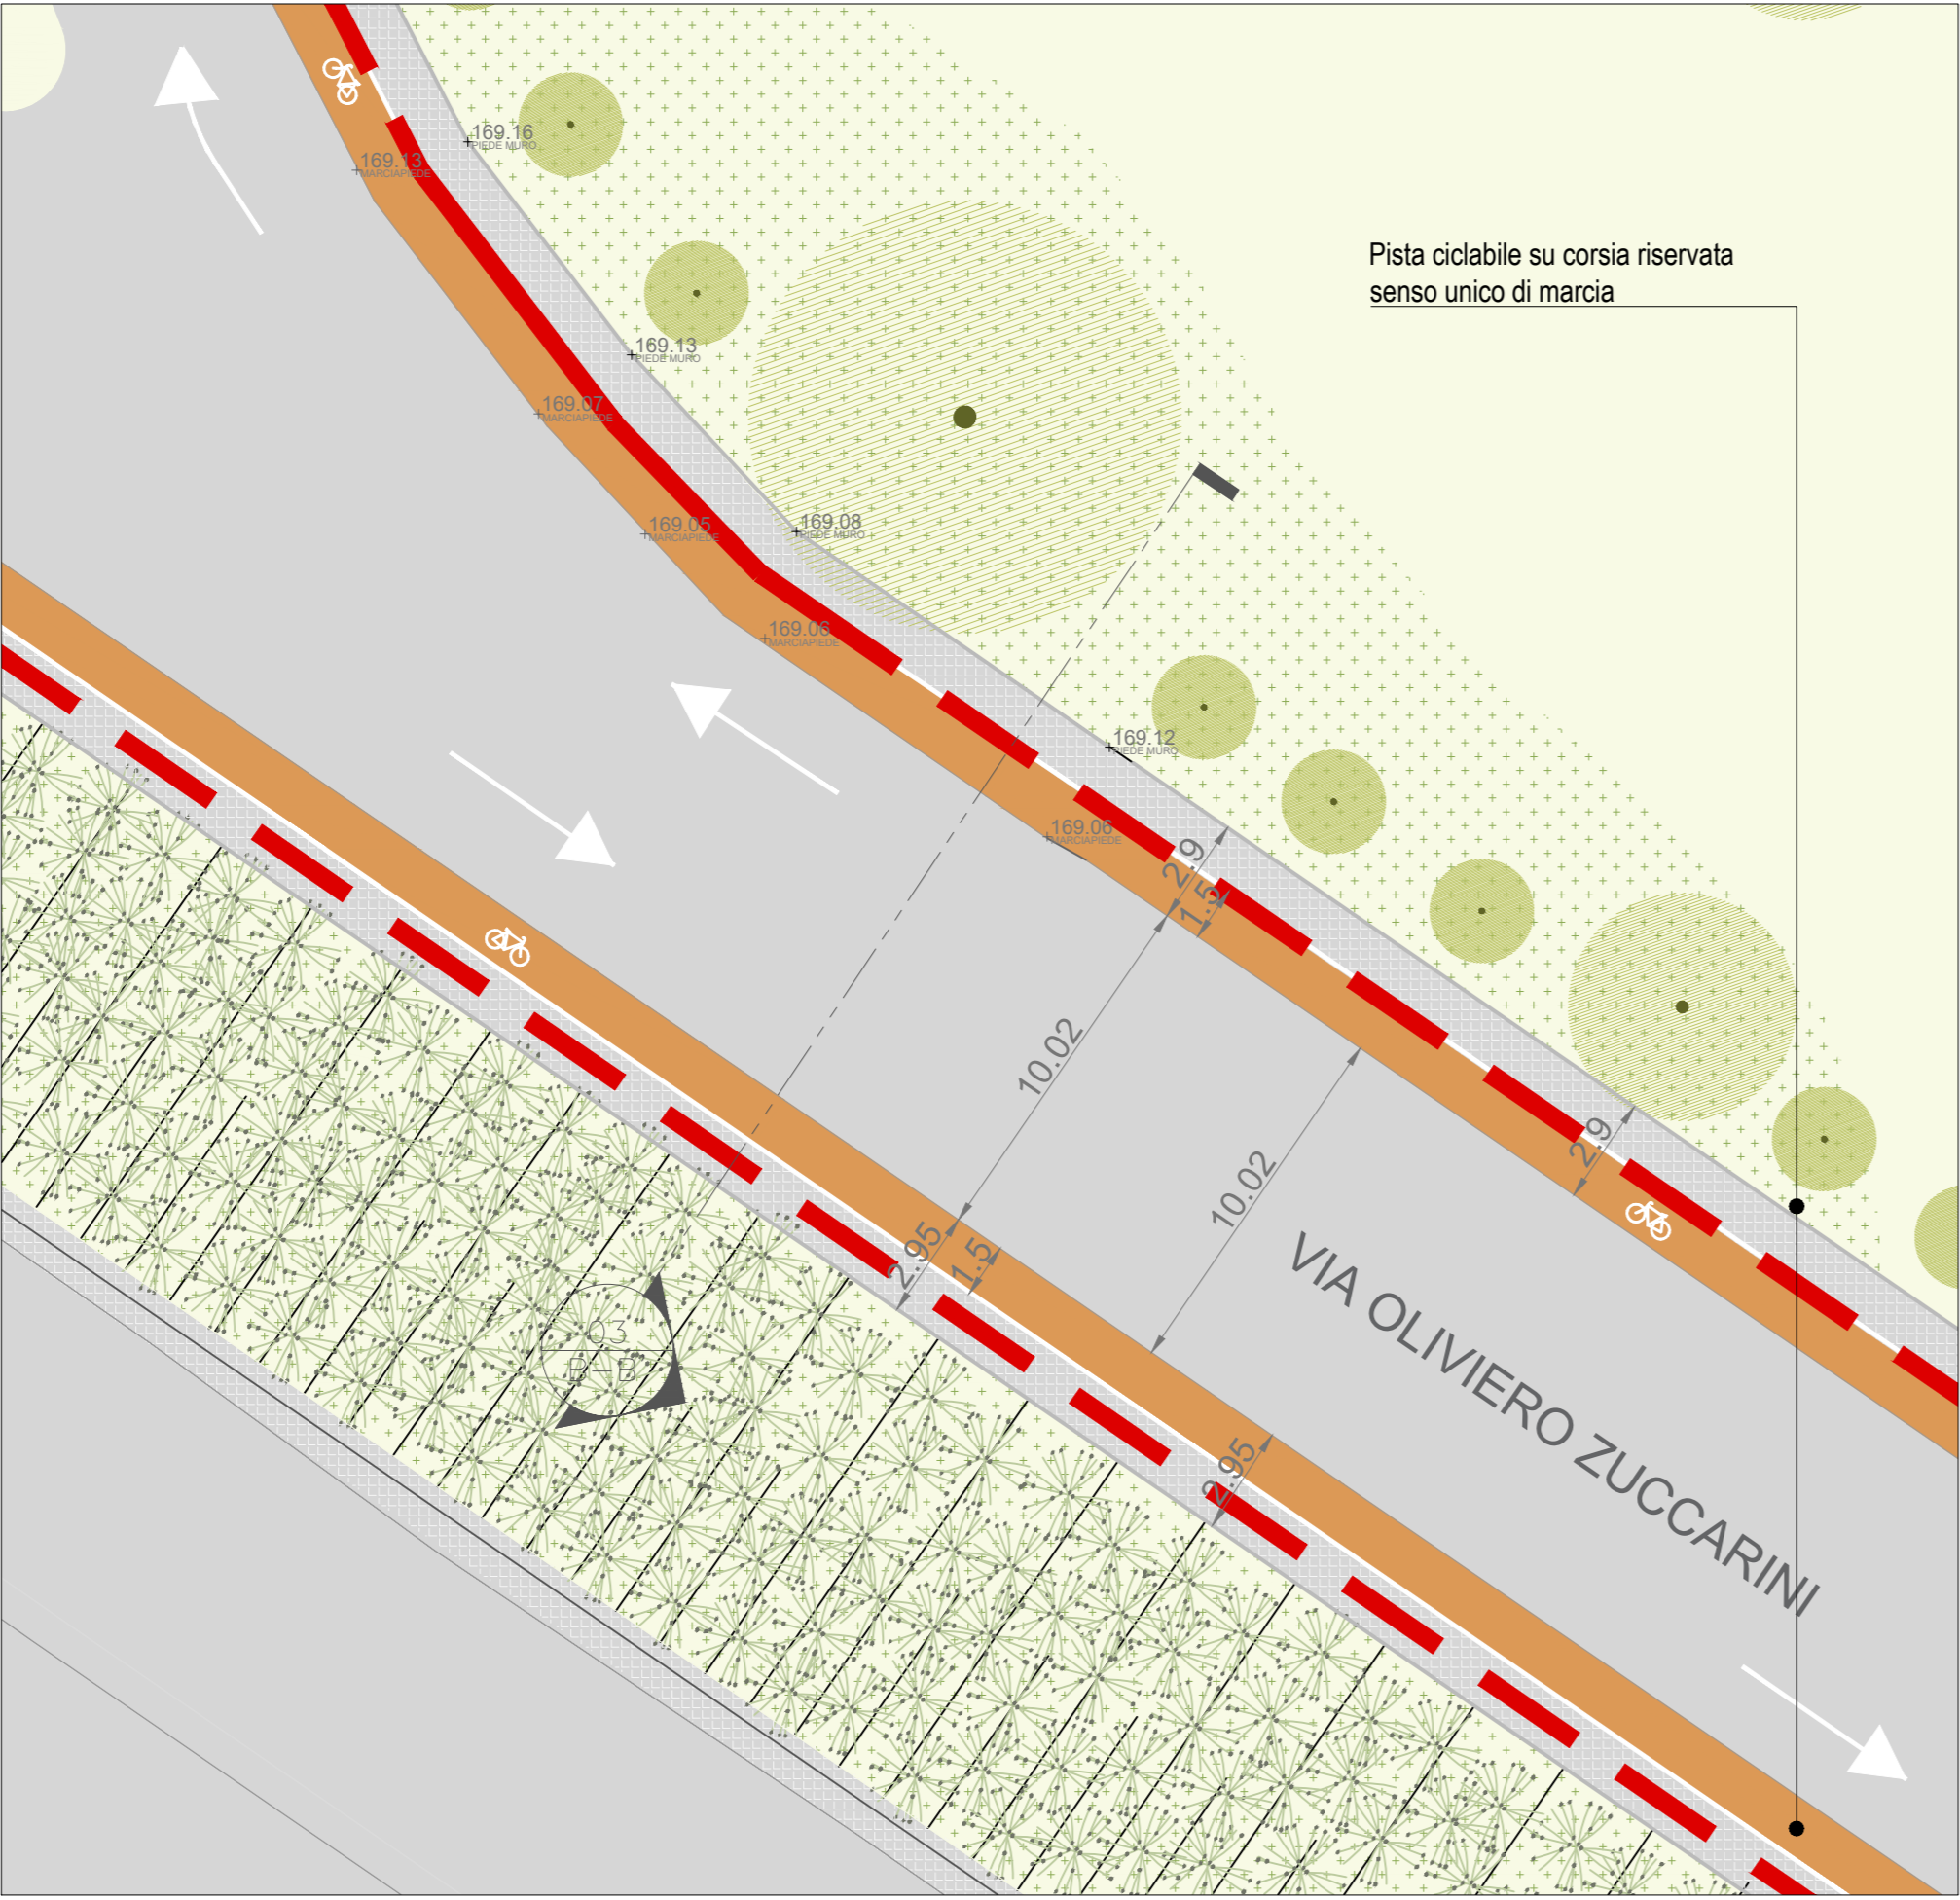 169.16
PIEDE MURO
169.13
MARCIAPIEDE
Pista ciclabile su corsia riservata
senso unico di marcia
169.13
PIEDE MURO
169.07
MARCIAPIEDE
169.08
PIEDE MURO
169.05
MARCIAPIEDE
169.06
MARCIAPIEDE
169.12
PIEDE MURO
169.06
MARCIAPIEDE
2.9
1.5
10.02
10.02
2.9
2.95
1.5
VIA OLIVIERO ZUCCARINI
03
B-B
2.95